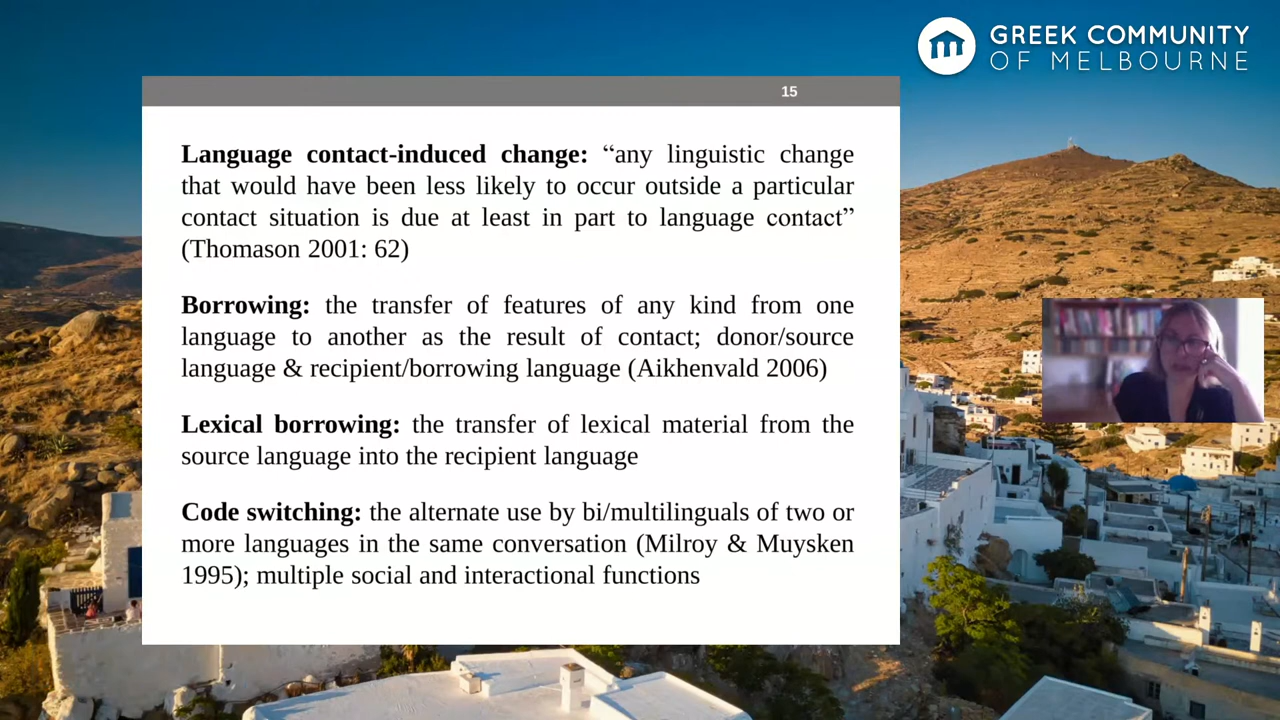 GREEK COMMUNITY
OF MELBOURNE
15
Language contact-induced change: “any linguistic change
that would have been less likely to occur outside a particular
contact situation is due at least in part to language contact”
(Thomason 2001: 62)
Borrowing: the transfer of features of any kind from one
language to another as the result of contact; donor/source
language & recipient/borrowing language (Aikhenvald 2006)
Lexical borrowing: the transfer of lexical material from the
source language into the recipient language
Code switching: the alternate use by bi/multilinguals of two or
more languages in the same conversation (Milroy & Muysken
1995); multiple social and interactional functions